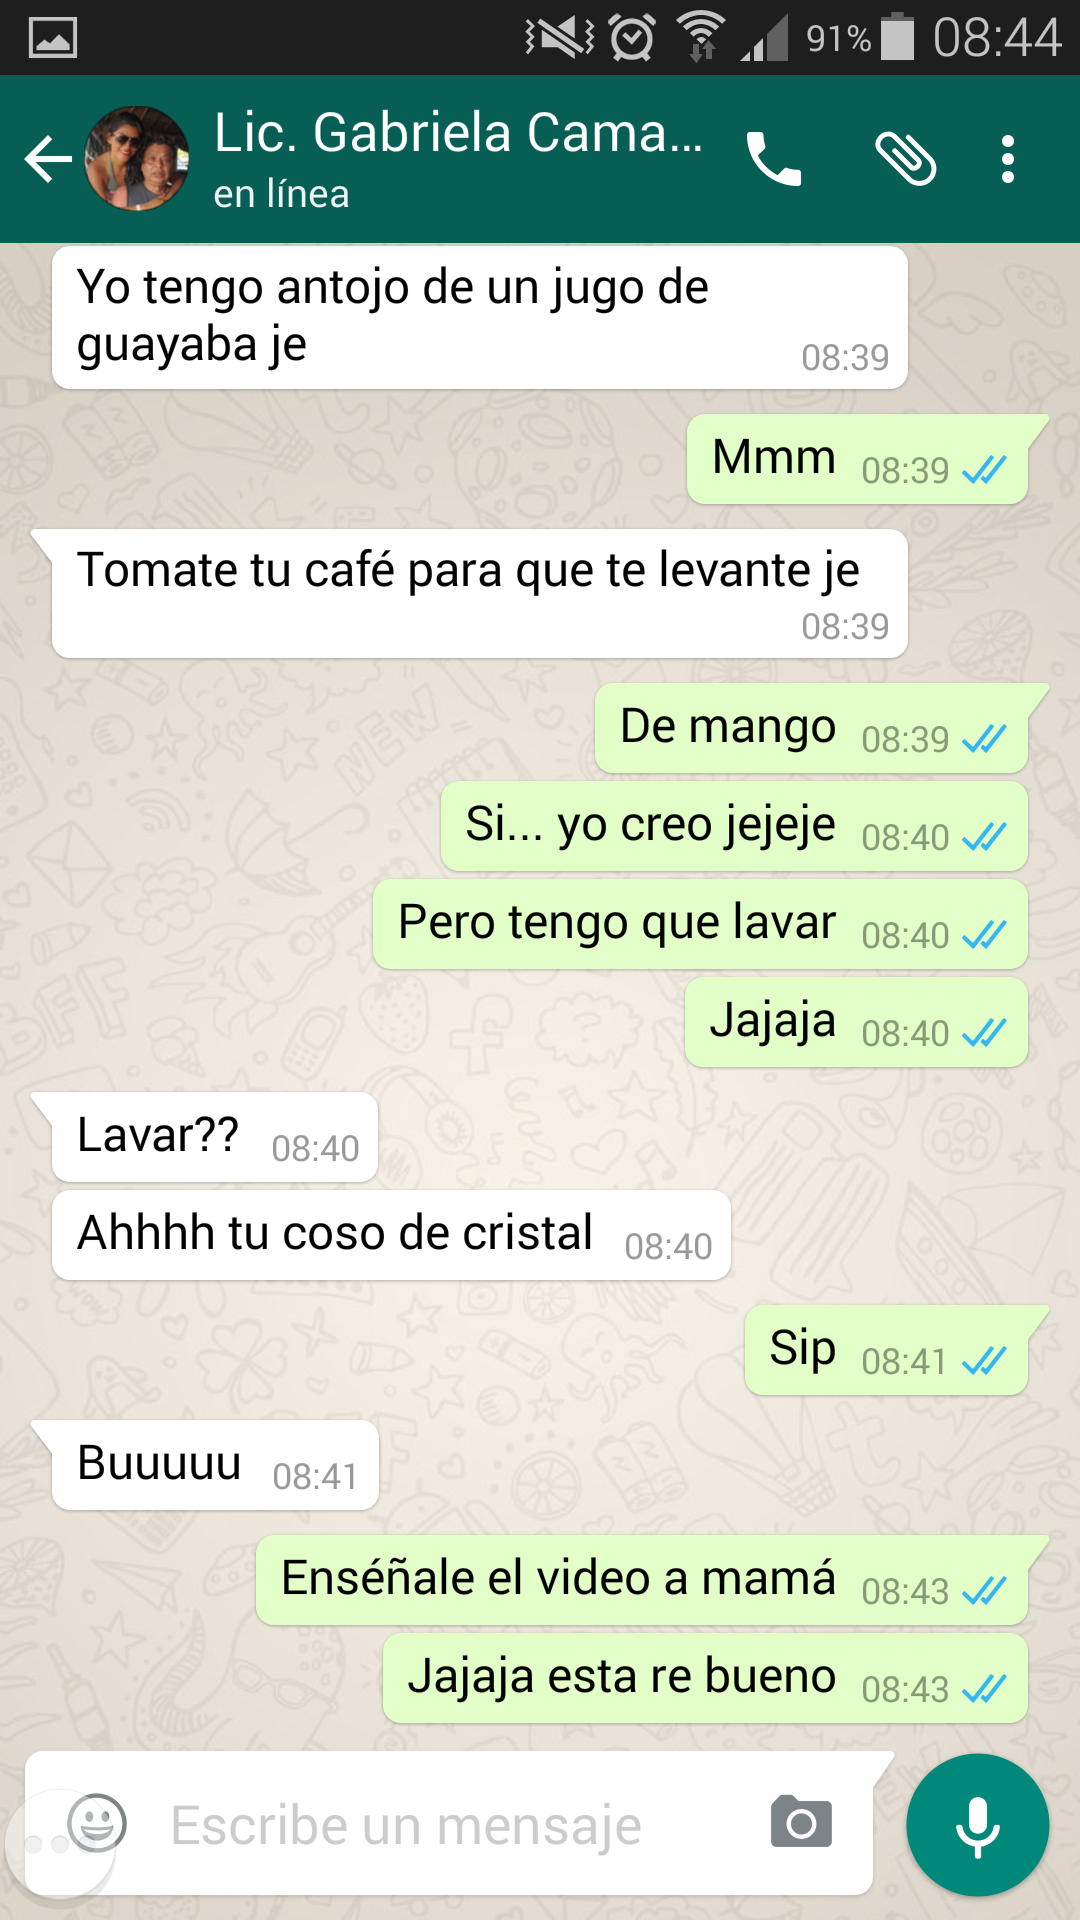 91% 08:44
Lic. Gabriela Cama...
en línea
Yo tengo antojo de un jugo de
guayaba je
08:39
Mmm 08:39
Tomate tu café para que te levante je
08:39
De mango 08:39
Si... yo creo jejeje 08:40
Pero tengo que lavar 08:40
Jajaja 08:40
Lavar?? 08:40
Ahhhh tu coso de cristal 08:40
Sip 08:41
Buuuuu 08:41
Enséñale el video a mamá 08:43
Jajaja esta re bueno 08:43
Escribe un mensaje